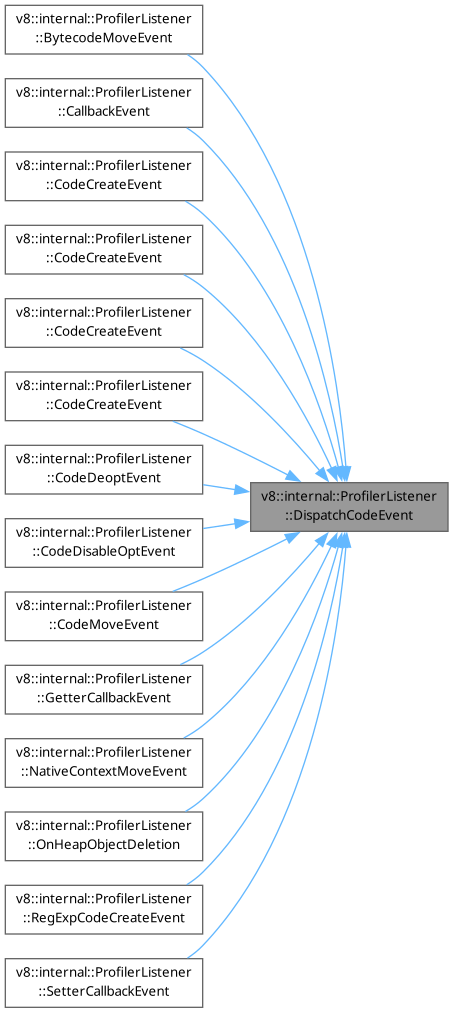 v8::internal::ProfilerListener
::BytecodeMoveEvent
v8::internal::ProfilerListener
::CallbackEvent
v8::internal::ProfilerListener
::CodeCreateEvent
v8::internal::ProfilerListener
::CodeCreateEvent
v8::internal::ProfilerListener
::CodeCreateEvent
v8::internal::ProfilerListener
::CodeCreateEvent
v8::internal::ProfilerListener
::CodeDeoptEvent
v8::internal::ProfilerListener
::DispatchCodeEvent
v8::internal::ProfilerListener
::CodeDisableOptEvent
v8::internal::ProfilerListener
::CodeMoveEvent
v8::internal::ProfilerListener
::GetterCallbackEvent
v8::internal::ProfilerListener
::NativeContextMoveEvent
v8::internal::ProfilerListener
::OnHeapObjectDeletion
v8::internal::ProfilerListener
::RegExpCodeCreateEvent
v8::internal::ProfilerListener
::SetterCallbackEvent